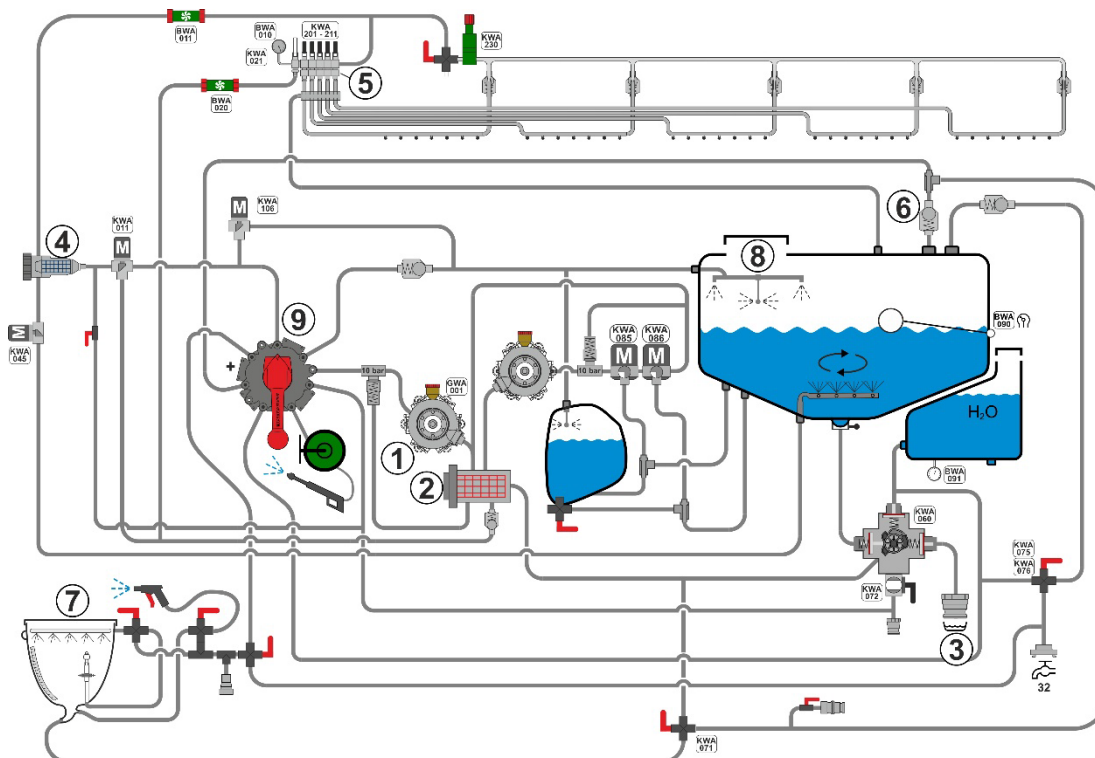 BWA
011
BWA
010
KWA
021
KWA
201 - 211
KWA
230
5
BWA
020
6
KWA
011
M
M
KWA
106
4
8
M
KWA
045
9
+
10 bar
GWA
001
10 bar
KWA
085
KWA
086
M
M
BWA
090
H₂O
1
2
BWA
091
KWA
060
KWA
072
KWA
075
KWA
076
7
3
32
KWA
071